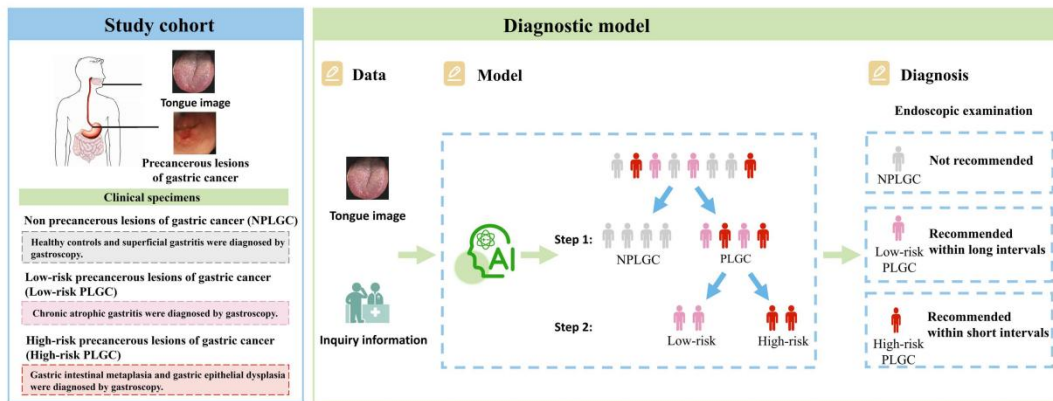 Study cohort
Tongue image
Precancerous lesions
of gastric cancer
Clinical specimens
Non precancerous lesions of gastric cancer (NPLGC)
Healthy controls and superficial gastritis were diagnosed by
gastroscopy.
Low-risk precancerous lesions of gastric cancer
(Low-risk PLGC)
Chronic atrophic gastritis were diagnosed by gastroscopy.
High-risk precancerous lesions of gastric cancer
(High-risk PLGC)
Gastric intestinal metaplasia and gastric epithelial dysplasia
were diagnosed by gastroscopy.
Diagnostic model
Data
Tongue image
Inquiry information
Model
AI
Step 1:
NPLGC
PLGC
Step 2:
Low-risk
High-risk
Diagnosis
Endoscopic examination
NPLGC
Not recommended
Low-risk
PLGC
Recommended
within long intervals
High-risk
PLGC
Recommended
within short intervals